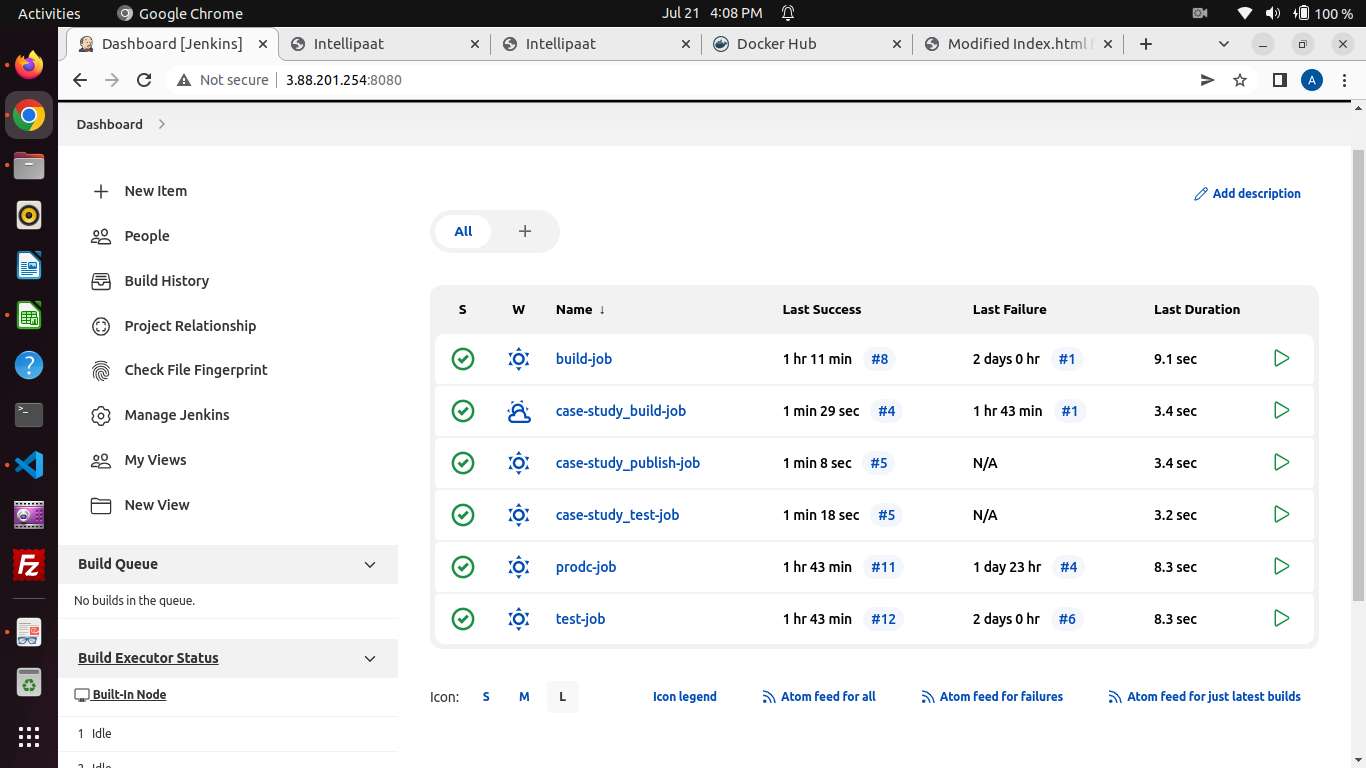 Activities Google Chrome Jul 21 4:08 PM 100 %
Dashboard [Jenkins] Intellipaat Intellipaat Docker Hub Modified Index.html
Not secure 3.88.201.254:8080 A
Dashboard
New Item
People
Build History
Project Relationship
Check File Fingerprint
Manage Jenkins
My Views
New View
Build Queue
No builds in the queue.
Build Executor Status
Built-In Node
1 Idle
2 Idle
Add description
All +
S W Name ↓ Last Success Last Failure Last Duration
build-job 1 hr 11 min #8 2 days 0 hr #1 9.1 sec
case-study_build-job 1 min 29 sec #4 1 hr 43 min #1 3.4 sec
case-study_publish-job 1 min 8 sec #5 N/A 3.4 sec
case-study_test-job 1 min 18 sec #5 N/A 3.2 sec
prodc-job 1 hr 43 min #11 1 day 23 hr #4 8.3 sec
test-job 1 hr 43 min #12 2 days 0 hr #6 8.3 sec
Icon: S M L Icon legend Atom feed for all Atom feed for failures Atom feed for just latest builds